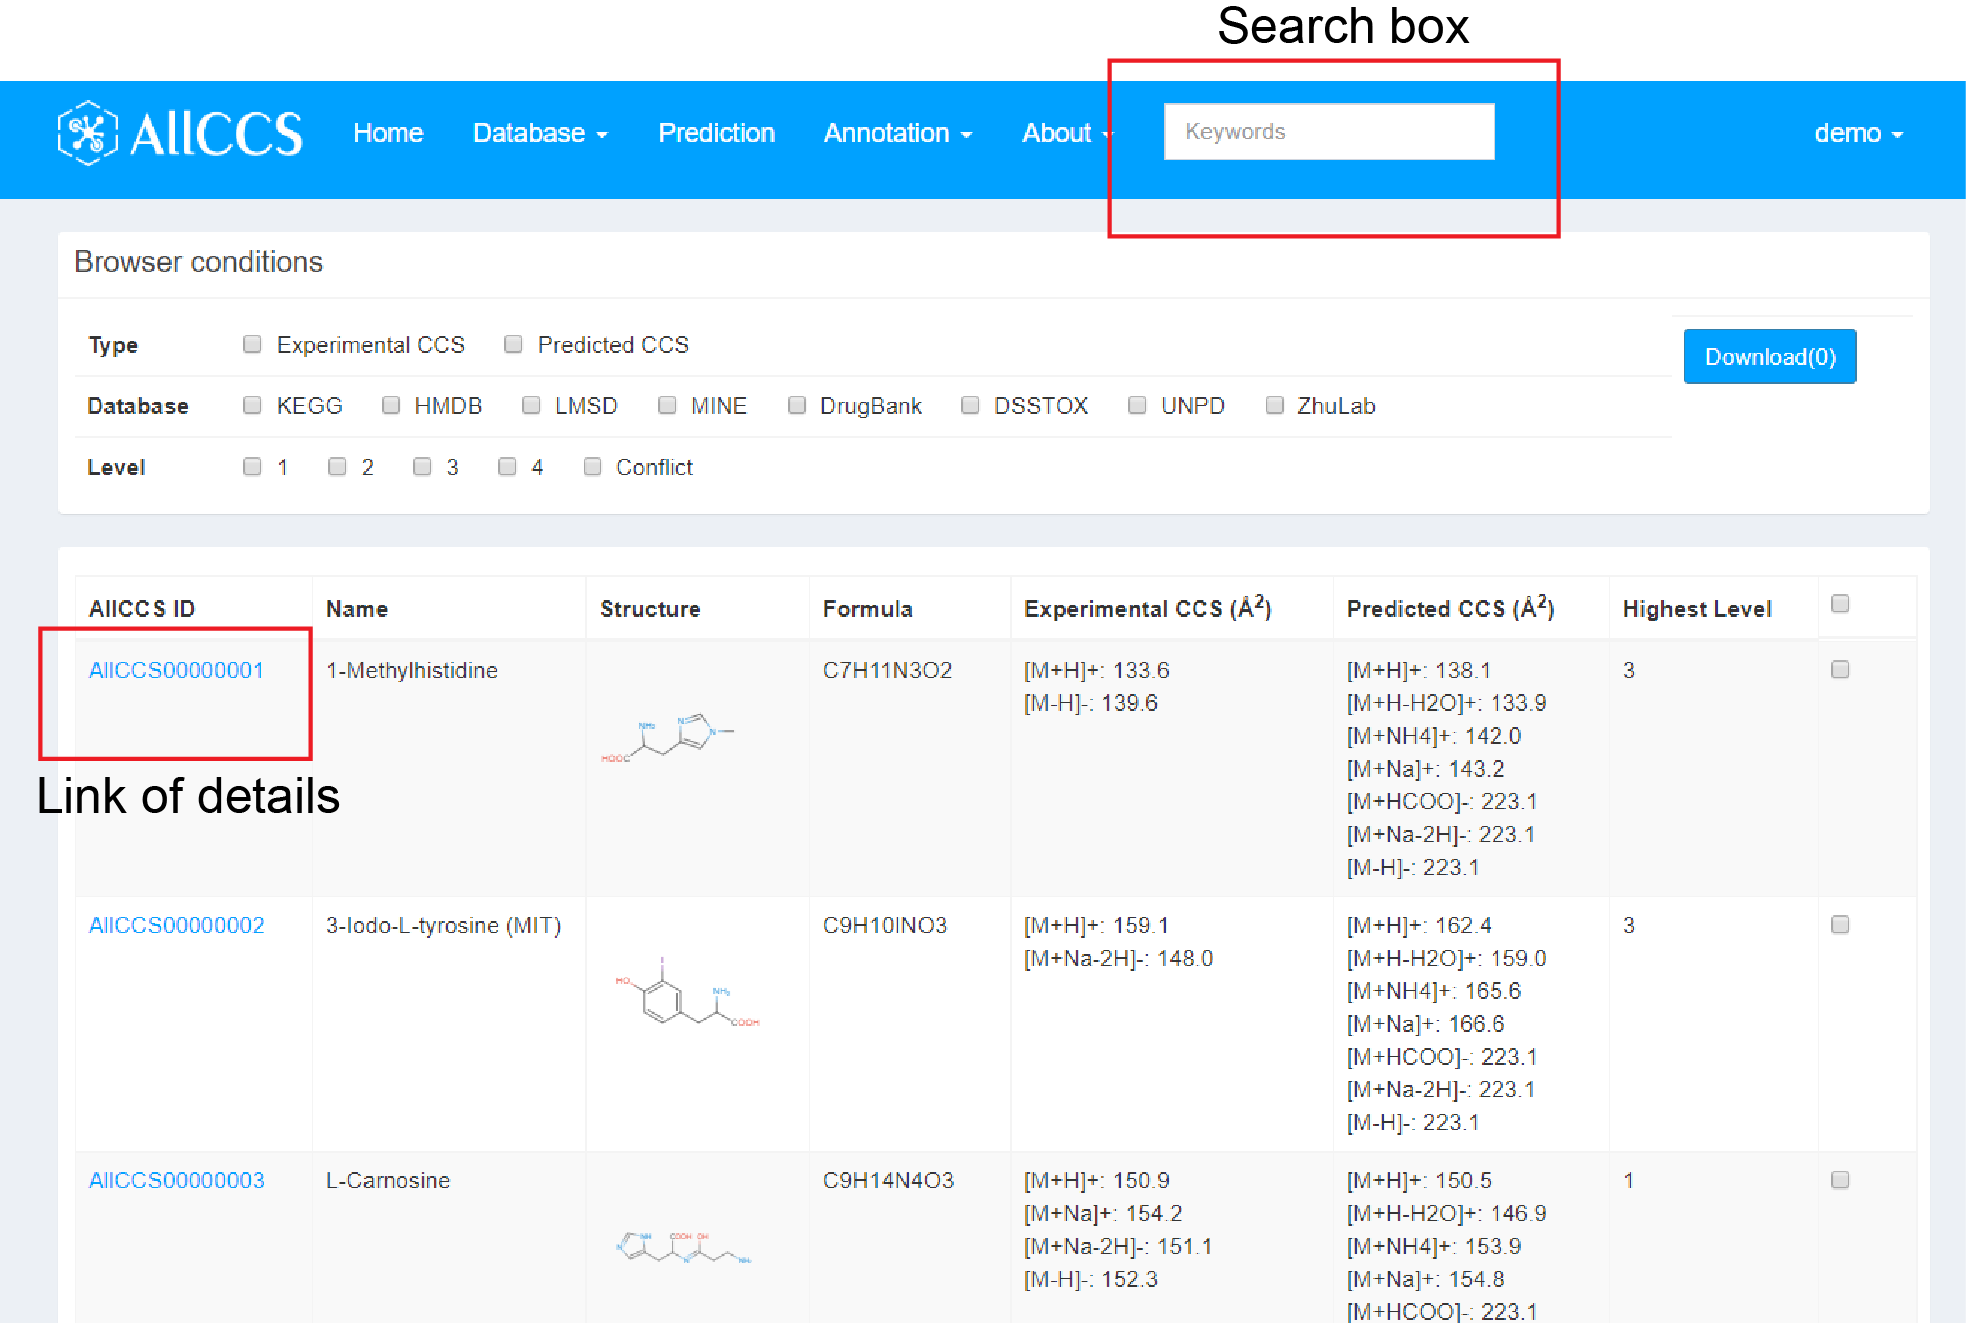 Search box
AllCCS Home Database Prediction Annotation About Keywords demo
Browser conditions
Type Experimental CCS Predicted CCS Download(0)
Database KEGG HMDB LMSD MINE DrugBank DSSTOX UNPD ZhuLab
Level 1 2 3 4 Conflict
AllCCS ID Name Structure Formula Experimental CCS (Å²) Predicted CCS (Å²) Highest Level
AllCCS00000001 1-Methylhistidine C7H11N3O2 [M+H]+: 133.6 [M+H]+: 138.1 3
[M-H]-: 139.6 [M+H-H2O]+: 133.9
NH₂ N N [M+NH4]+: 142.0
HOOC [M+Na]+: 143.2
Link of details [M+HCOO]-: 223.1
[M+Na-2H]-: 223.1
[M-H]-: 223.1
AllCCS00000002 3-Iodo-L-tyrosine (MIT) C9H10INO3 [M+H]+: 159.1 [M+H]+: 162.4 3
I [M+Na-2H]-: 148.0 [M+H-H2O]+: 159.0
HO NH₂ [M+NH4]+: 165.6
COOH [M+Na]+: 166.6
[M+HCOO]-: 223.1
[M+Na-2H]-: 223.1
[M-H]-: 223.1
AllCCS00000003 L-Carnosine C9H14N4O3 [M+H]+: 150.9 [M+H]+: 150.5 1
[M+Na]+: 154.2 [M+H-H2O]+: 146.9
N NH COOH OH [M+Na-2H]-: 151.1 [M+NH4]+: 153.9
N NH₂ [M-H]-: 152.3 [M+Na]+: 154.8
[M+HCOO]-: 223.1